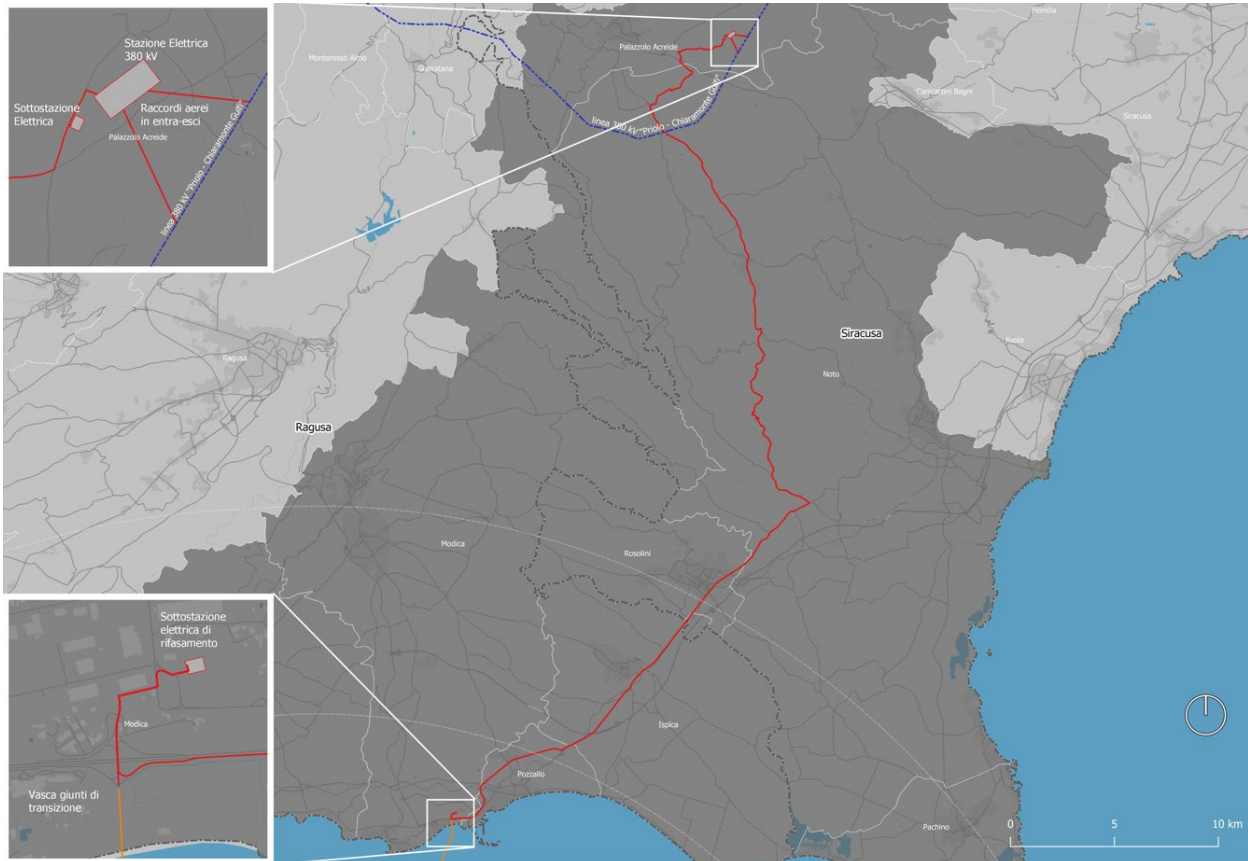 Stazione Elettrica
380 kV
Sottostazione
Elettrica
Raccordi aerei
in entra-esci
Palazzolo Acreide
linea 380 kV "Priolo - Chiaramonte Gulfi"
Monterosso Almo
Giarratana
Palazzolo Acreide
linea 380 kV "Priolo - Chiaramonte Gulfi"
Floridia
Canicattini Bagni
Siracusa
Siracusa
Avola
Noto
Ragusa
Ragusa
Modica
Rosolini
Ispica
Pozzallo
Pachino
Sottostazione
elettrica di
rifasamento
Modica
Vasca giunti di
transizione
0 5 10 km